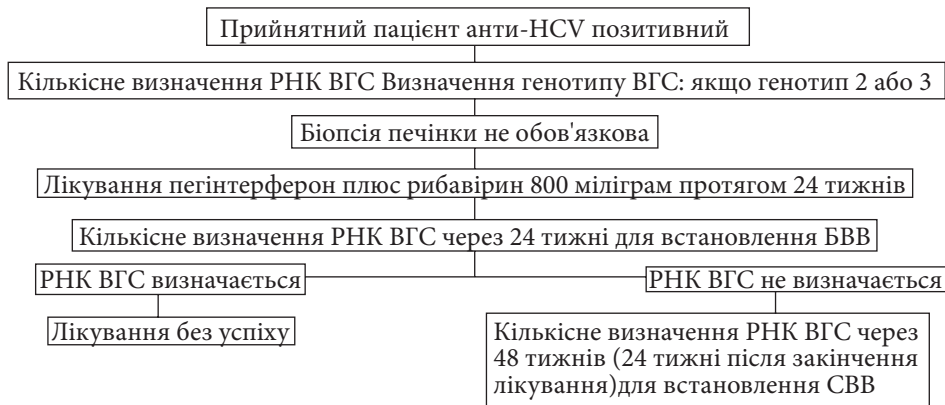 Прийнятний пацієнт анти-HCV позитивний
Кількісне визначення РНК ВГС Визначення генотипу ВГС: якщо генотип 2 або 3
Біопсія печінки не обов'язкова
Лікування пегінтерферон плюс рибавірин 800 міліграм протягом 24 тижнів
Кількісне визначення РНК ВГС через 24 тижні для встановлення БВВ
РНК ВГС визначається
РНК ВГС не визначається
Лікування без успіху
Кількісне визначення РНК ВГС через
48 тижнів (24 тижні після закінчення
лікування)для встановлення СВВ